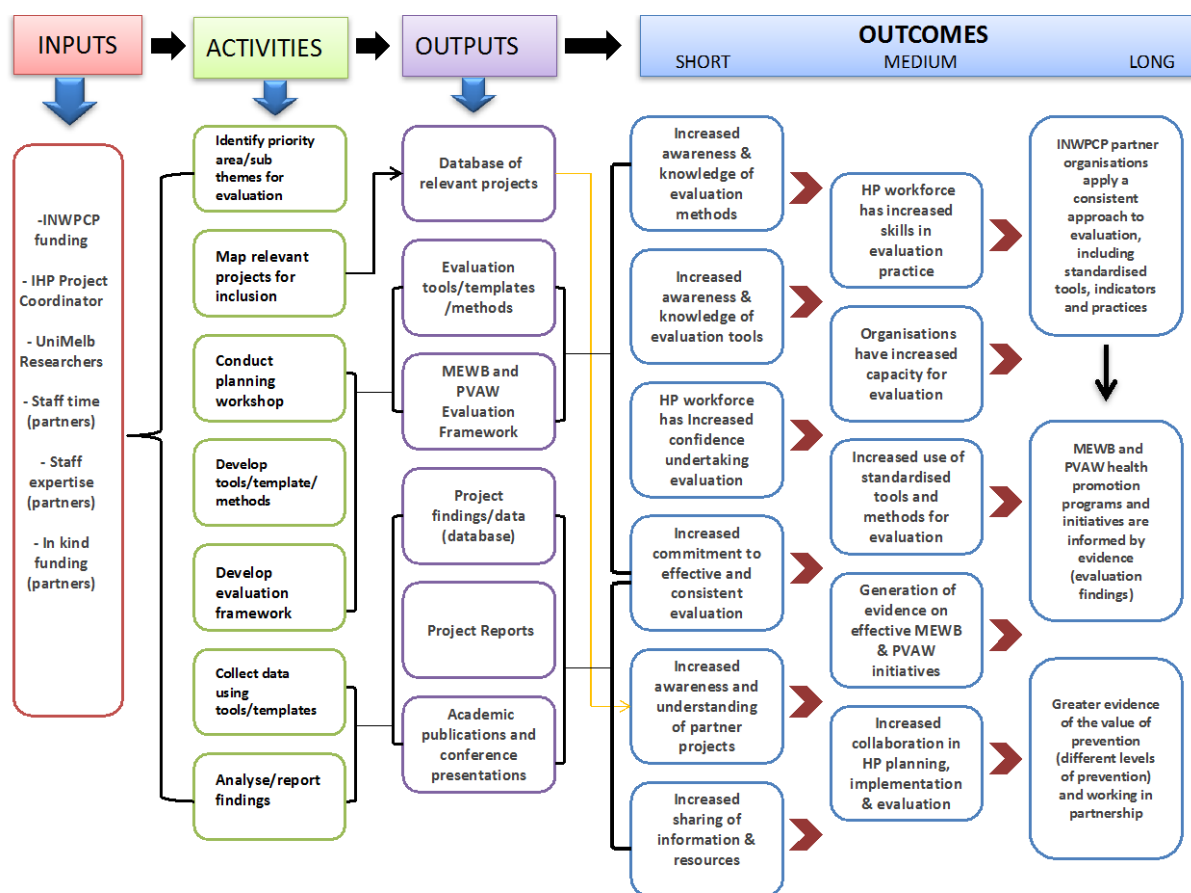 INPUTS
ACTIVITIES
OUTPUTS
OUTCOMES
SHORT
MEDIUM
LONG
-INWPCP
funding
- IHP Project
Coordinator
- UniMelb
Researchers
- Staff time
(partners)
- Staff
expertise
(partners)
- In kind
funding
(partners)
Identify priority
area/sub
themes for
evaluation
Map relevant
projects for
inclusion
Conduct
planning
workshop
Develop
tools/template/
methods
Develop
evaluation
framework
Collect data
using
tools/templates
Analyse/report
findings
Database of
relevant projects
Evaluation
tools/templates
/methods
MEWB and
PVAW
Evaluation
Framework
Project
findings/data
(database)
Project Reports
Academic
publications and
conference
presentations
Increased
awareness &
knowledge of
evaluation
methods
Increased
awareness &
knowledge of
evaluation tools
HP workforce
has Increased
confidence
undertaking
evaluation
Increased
commitment to
effective and
consistent
evaluation
Increased
awareness and
understanding
of partner
projects
Increased
sharing of
information &
resources
HP workforce
has increased
skills in
evaluation
practice
Organisations
have increased
capacity for
evaluation
Increased use of
standardised
tools and
methods for
evaluation
Generation of
evidence on
effective MEWB
& PVAW
initiatives
Increased
collaboration in
HP planning,
implementation
& evaluation
INWPCP partner
organisations
apply a
consistent
approach to
evaluation,
including
standardised
tools, indicators
and practices
MEWB and
PVAW health
promotion
programs and
initiatives are
informed by
evidence
(evaluation
findings)
Greater evidence
of the value of
prevention
(different levels
of prevention)
and working in
partnership